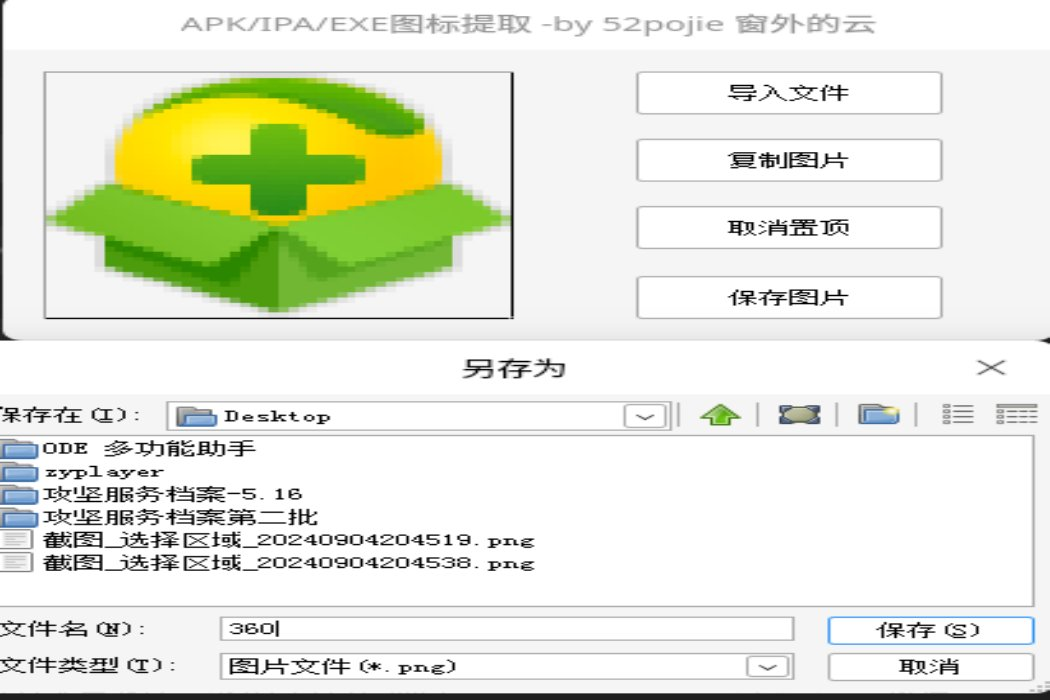 APK/IPA/EXE图标提取 -by 52pojie 窗外的云
导入文件
复制图片
取消置顶
保存图片
另存为
保存在(I): Desktop
ODE 多功能助手
zyplayer
攻坚服务档案-5.16
攻坚服务档案第二批
截图_选择区域_20240904204519.png
截图_选择区域_20240904204538.png
文件名(N): 360 保存(S)
文件类型(T): 图片文件(*.png) 取消